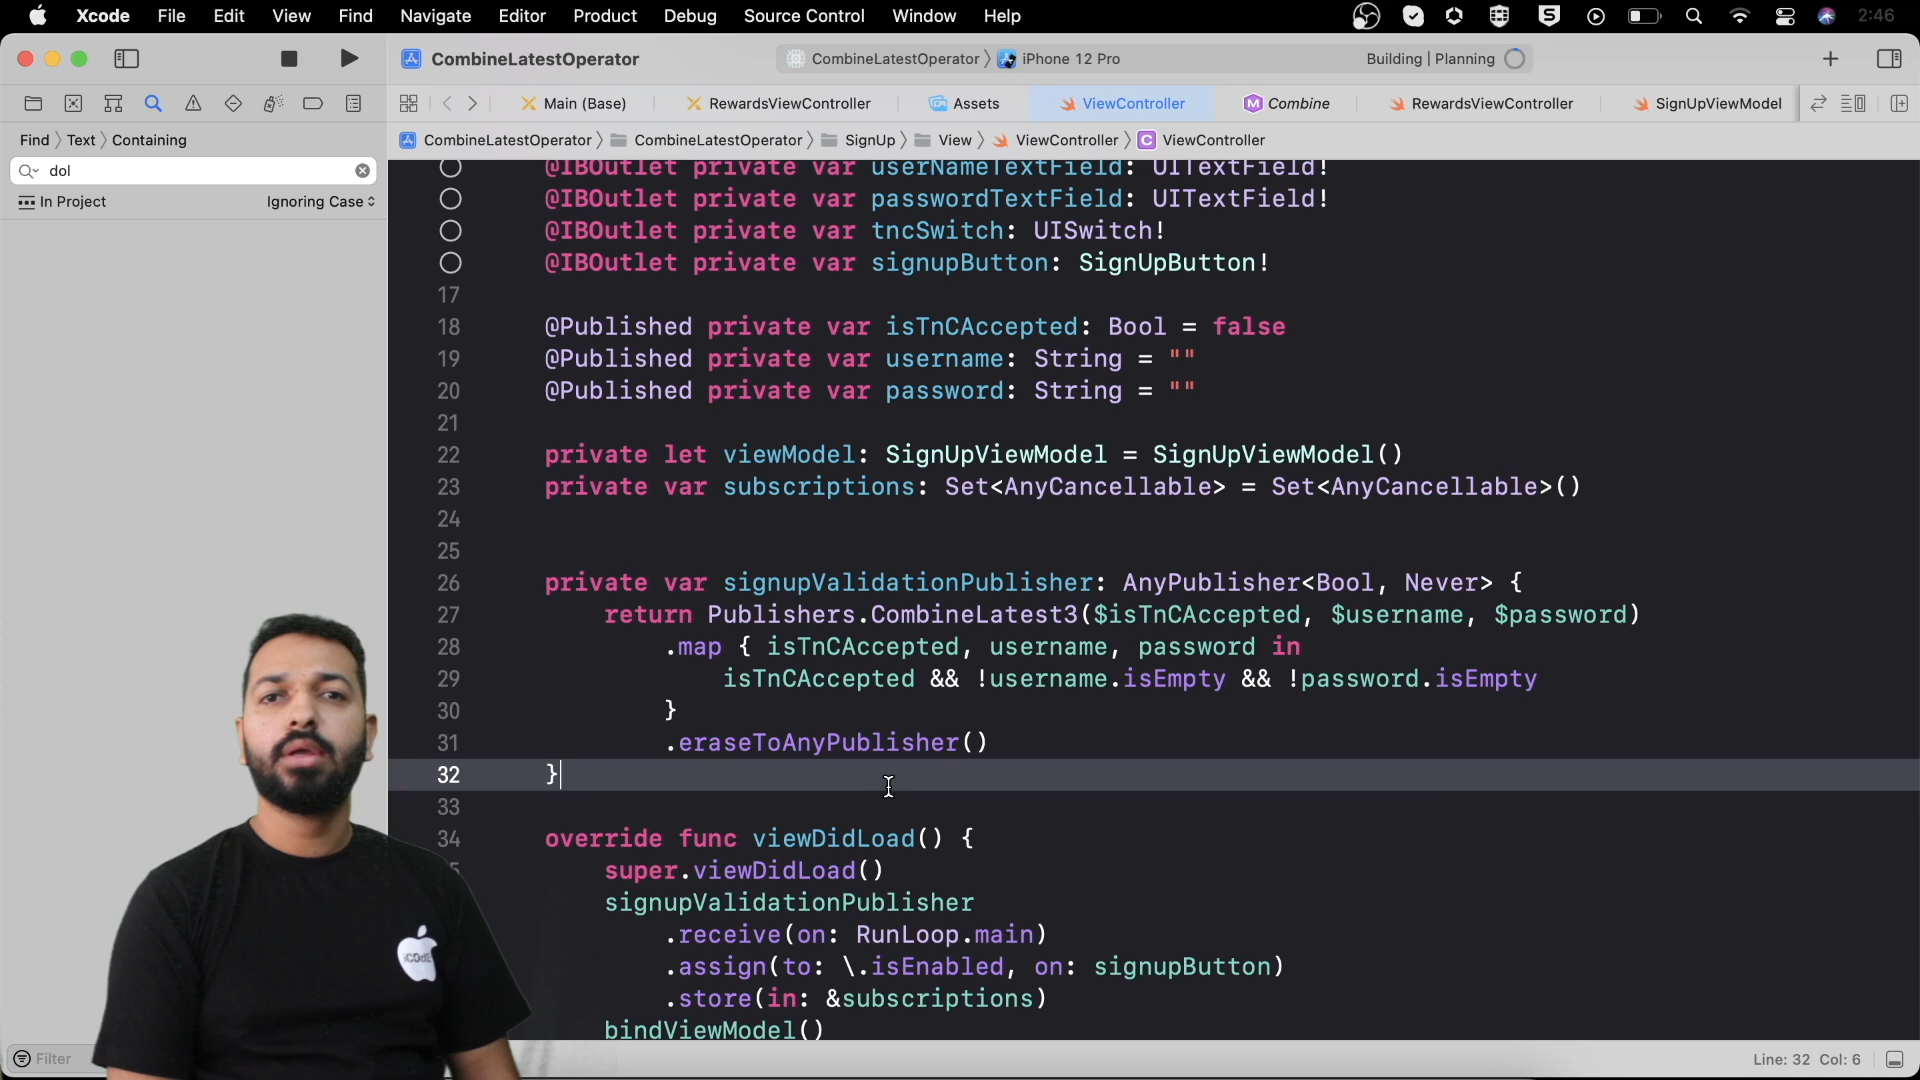 Xcode File Edit View Find Navigate Editor Product Debug Source Control Window Help 2:46
CombineLatestOperator CombineLatestOperator iPhone 12 Pro Building | Planning
Main (Base) RewardsViewController Assets ViewController Combine RewardsViewController SignUpViewModel
Find Text Containing
CombineLatestOperator CombineLatestOperator SignUp View ViewController ViewController
dol
In Project Ignoring Case
@IBOutlet private var userNameTextField: UITextField!
@IBOutlet private var passwordTextField: UITextField!
@IBOutlet private var tncSwitch: UISwitch!
@IBOutlet private var signupButton: SignUpButton!
17
18 @Published private var isTnCAccepted: Bool = false
19 @Published private var username: String = ""
20 @Published private var password: String = ""
21
22 private let viewModel: SignUpViewModel = SignUpViewModel()
23 private var subscriptions: Set<AnyCancellable> = Set<AnyCancellable>()
24
25
26 private var signupValidationPublisher: AnyPublisher<Bool, Never> {
27 return Publishers.CombineLatest3($isTnCAccepted, $username, $password)
28 .map { isTnCAccepted, username, password in
29 isTnCAccepted && !username.isEmpty && !password.isEmpty
30 }
31 .eraseToAnyPublisher()
32 }
33
34 override func viewDidLoad() {
5 super.viewDidLoad()
signupValidationPublisher
.receive(on: RunLoop.main)
.assign(to: \.isEnabled, on: signupButton)
.store(in: &subscriptions)
bindViewModel()
iCODE
Filter
Line: 32 Col: 6